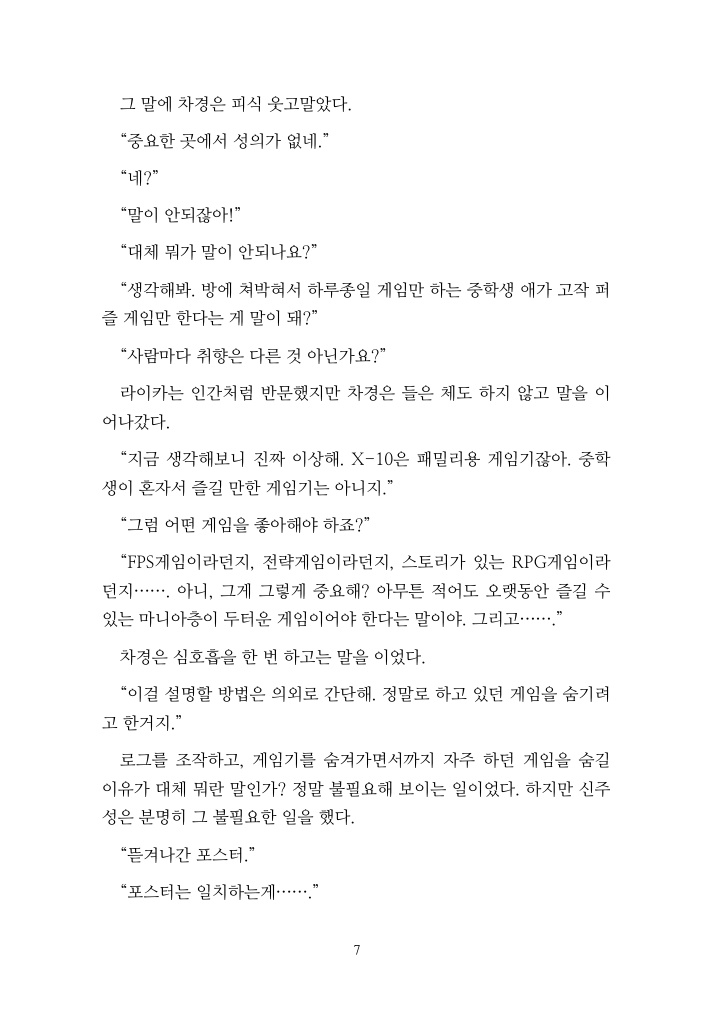 그 말에 차경은 피식 웃고말았다.
“중요한 곳에서 성의가 없네.”
“네?”
“말이 안되잖아!”
“대체 뭐가 말이 안되나요?”
“생각해봐. 방에 쳐박혀서 하루종일 게임만 하는 중학생 애가 고작 퍼
즐 게임만 한다는 게 말이 돼?”
“사람마다 취향은 다른 것 아닌가요?”
라이카는 인간처럼 반문했지만 차경은 들은 체도 하지 않고 말을 이
어나갔다.
“지금 생각해보니 진짜 이상해. X-10은 패밀리용 게임기잖아. 중학
생이 혼자서 즐길 만한 게임기는 아니지.”
“그럼 어떤 게임을 좋아해야 하죠?”
“FPS게임이라던지, 전략게임이라던지, 스토리가 있는 RPG게임이라
던지……. 아니, 그게 그렇게 중요해? 아무튼 적어도 오랫동안 즐길 수
있는 마니아층이 두터운 게임이어야 한다는 말이야. 그리고…….”
차경은 심호흡을 한 번 하고는 말을 이었다.
“이걸 설명할 방법은 의외로 간단해. 정말로 하고 있던 게임을 숨기려
고 한거지.”
로그를 조작하고, 게임기를 숨겨가면서까지 자주 하던 게임을 숨길
이유가 대체 뭐란 말인가? 정말 불필요해 보이는 일이었다. 하지만 신주
성은 분명히 그 불필요한 일을 했다.
“뜯겨나간 포스터.”
“포스터는 일치하는게…….”
7